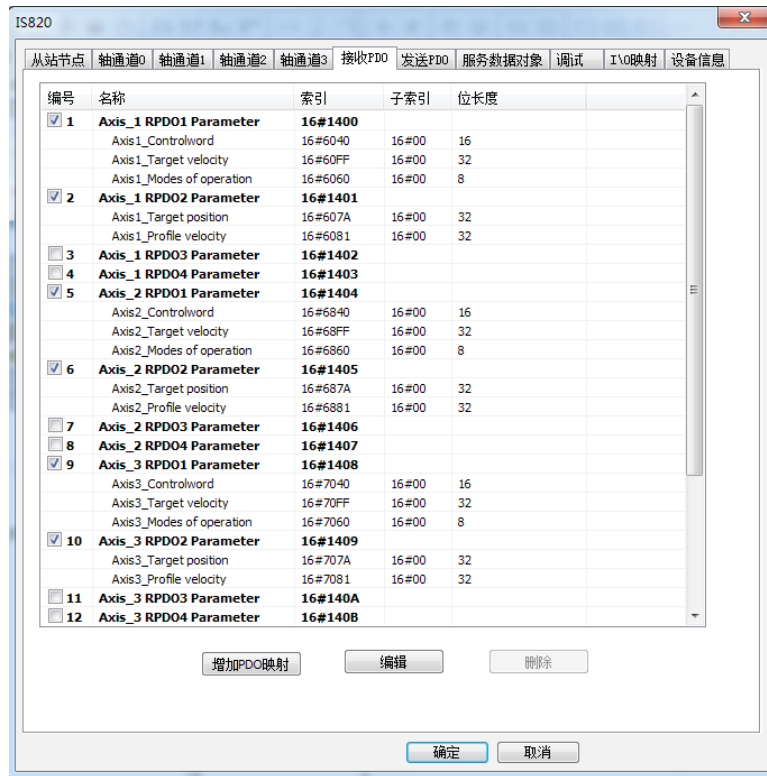 IS820
从站节点 轴通道0 轴通道1 轴通道2 轴通道3 接收PDO 发送PDO 服务数据对象 调试 I\O映射 设备信息
编号 名称 索引 子索引 位长度
1 Axis_1 RPDO1 Parameter 16#1400
Axis1_Controlword 16#6040 16#00 16
Axis1_Target velocity 16#60FF 16#00 32
Axis1_Modes of operation 16#6060 16#00 8
2 Axis_1 RPDO2 Parameter 16#1401
Axis1_Target position 16#607A 16#00 32
Axis1_Profile velocity 16#6081 16#00 32
3 Axis_1 RPDO3 Parameter 16#1402
4 Axis_1 RPDO4 Parameter 16#1403
5 Axis_2 RPDO1 Parameter 16#1404
Axis2_Controlword 16#6840 16#00 16
Axis2_Target velocity 16#68FF 16#00 32
Axis2_Modes of operation 16#6860 16#00 8
6 Axis_2 RPDO2 Parameter 16#1405
Axis2_Target position 16#687A 16#00 32
Axis2_Profile velocity 16#6881 16#00 32
7 Axis_2 RPDO3 Parameter 16#1406
8 Axis_2 RPDO4 Parameter 16#1407
9 Axis_3 RPDO1 Parameter 16#1408
Axis3_Controlword 16#7040 16#00 16
Axis3_Target velocity 16#70FF 16#00 32
Axis3_Modes of operation 16#7060 16#00 8
10 Axis_3 RPDO2 Parameter 16#1409
Axis3_Target position 16#707A 16#00 32
Axis3_Profile velocity 16#7081 16#00 32
11 Axis_3 RPDO3 Parameter 16#140A
12 Axis_3 RPDO4 Parameter 16#140B
增加PDO映射 编辑 删除
确定 取消